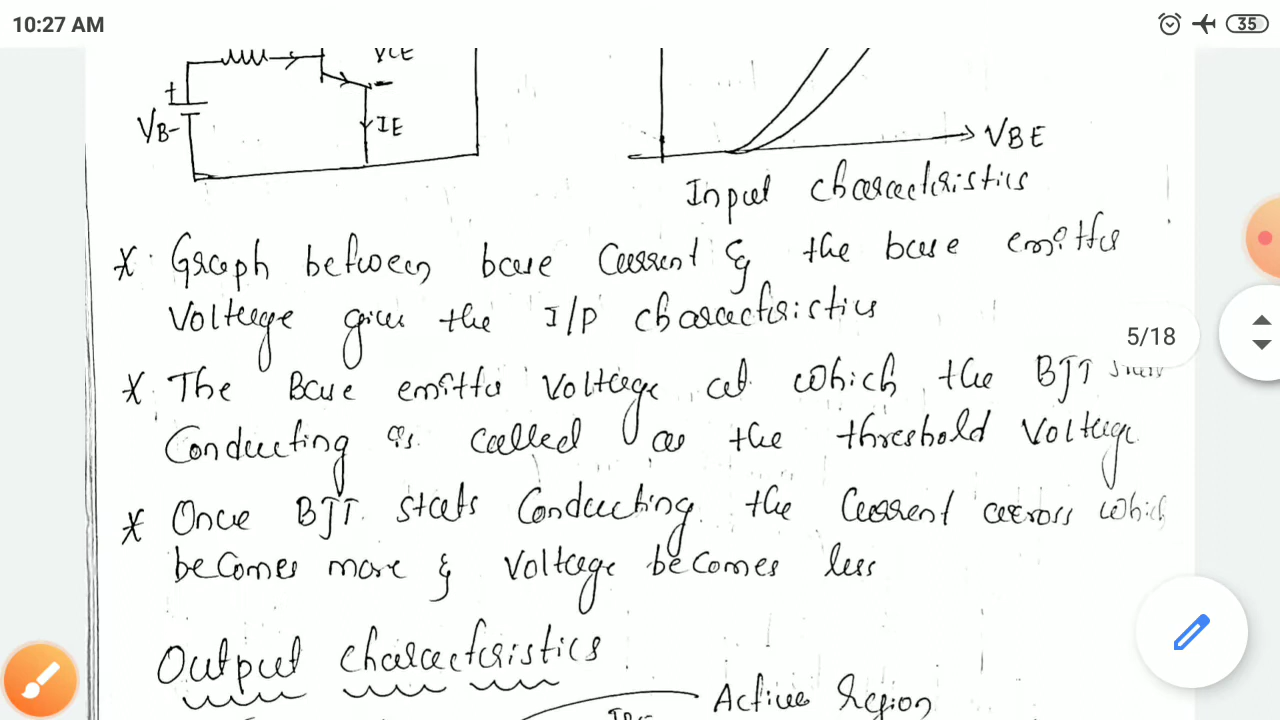 10:27 AM
35
VCE
+
VB-
IE
VBE
Input characteristics
* Graph between base Current & the base emitter
Voltage gives the I/P characteristics
5/18
* The Base emitter Voltage at which the BJT
Conducting is called as the threshold Voltage
* Once BJT starts Conducting the Current across which
becomes more & Voltage becomes less
Output characteristics
Active Region